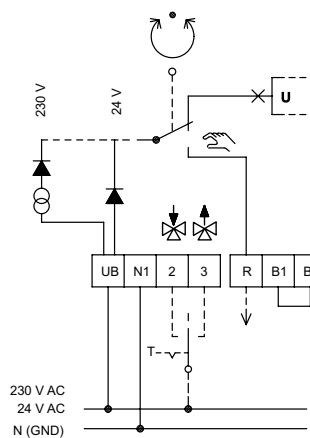 230 V
24 V
U
UB N1 2 3 R B1 B
T
230 V AC
24 V AC
N (GND)